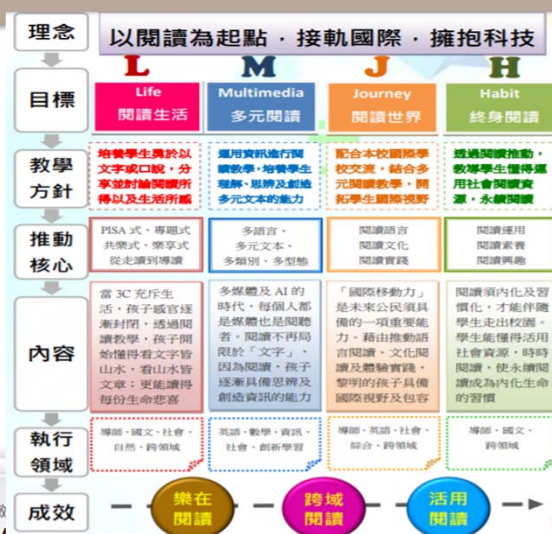 理念
以閱讀為起點．接軌國際．擁抱科技
L
M
J
H
目標
Life
閱讀生活
Multimedia
多元閱讀
Journey
閱讀世界
Habit
終身閱讀
教學
方針
培養學生勇於以
文字或口說，分
享並討論閱讀所
得以及生活所感
運用資訊進行閱
讀教學，培養學生
理解、思辨及創造
多元文本的能力
配合本校國際學
校交流，結合多
元閱讀教學，開
拓學生國際視野
透過閱讀推動，
教導學生懂得運
用社會閱讀資
源，永續閱讀
推動
核心
PISA 式、專題式
共樂式、樂享式
從走讀到導讀
多語言、
多元文本、
多類別、多型態
閱讀語言
閱讀文化
閱讀實踐
閱讀運用
閱讀素養
閱讀興趣
內容
當 3C 充斥生
活，孩子感官逐
漸封閉，透過閱
讀教學，孩子開
始懂得看文字皆
山水，看山水皆
文章；更能讀得
每份生命悲喜
多媒體及 AI 的
時代，每個人都
是媒體也是閱聽
者。閱讀不再局
限於「文字」，
因為閱讀，孩子
逐漸具備思辨及
創造資訊的能力
「國際移動力」
是未來公民須具
備的一項重要能
力。藉由推動語
言閱讀、文化閱
讀及體驗實踐，
黎明的孩子具備
國際視野及包容
閱讀須內化及習
慣化，才能伴隨
學生走出校園。
學生能懂得活用
社會資源，時時
閱讀，使永續閱
讀成為內化生命
的習慣
執行
領域
導師、國文、社會、
自然、跨領域
英語、數學、資訊、
社會、創新學習
導師、英語、社會、
綜合、跨領域
導師、國文、
跨領域
成效
樂在
閱讀
跨域
閱讀
活用
閱讀